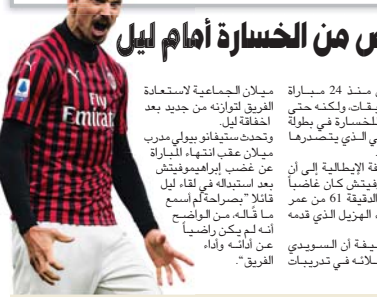 ص من الخسارة أمام ليل
منذ 24 مباراة
بقات، ولكنه حتى
للخسارة في بطولة
ي الذي يتصدرها
فة الإيطالية إلى أن
وفيتش كان غاضباً
الدقيقة 61 من عمر
، الهزيل الذي قدمه
يفة أن السويدي
لائه في تدريبات
ميلان الجماعية لاستعادة
الفريق لتوازنه من جديد بعد
اخفاقة ليل.
وتحدث ستيفانو بيولي مدرب
ميلان عقب انتهاء المباراة
عن غضب إبراهيموفيتش
بعد استبداله في لقاء ليل
قائلاً "بصراحة لم أسمع
ما قاله، من الواضح
أنه لم يكن راضياً
عن أدائه وأداء
الفريق".
Fly
Emirat